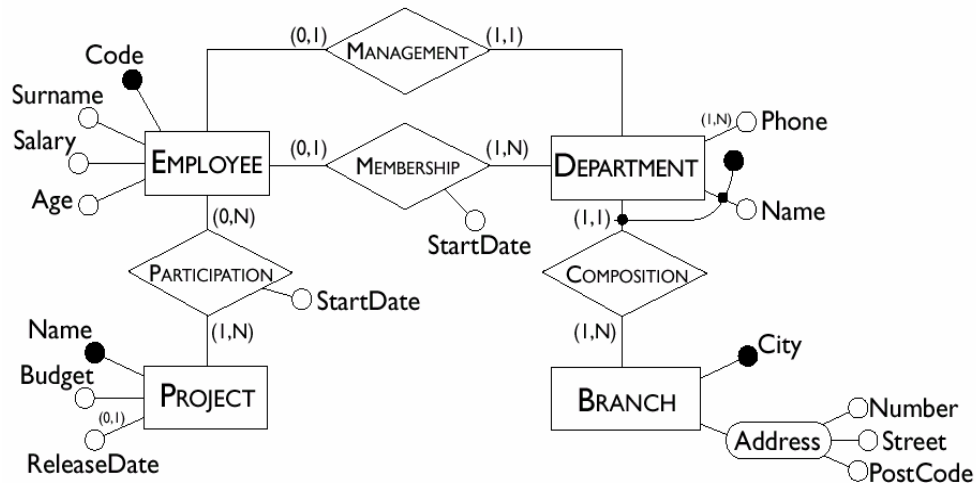 (0,1) MANAGEMENT (1,1)
Code
Surname
Salary
Age
EMPLOYEE
(0,1) MEMBERSHIP (1,N)
StartDate
DEPARTMENT
(1,N) Phone
Name
(0,N)
PARTICIPATION
StartDate
(1,N)
(1,1)
COMPOSITION
(1,N)
Name
Budget
(0,1)
ReleaseDate
PROJECT
BRANCH
City
Address
Number
Street
PostCode